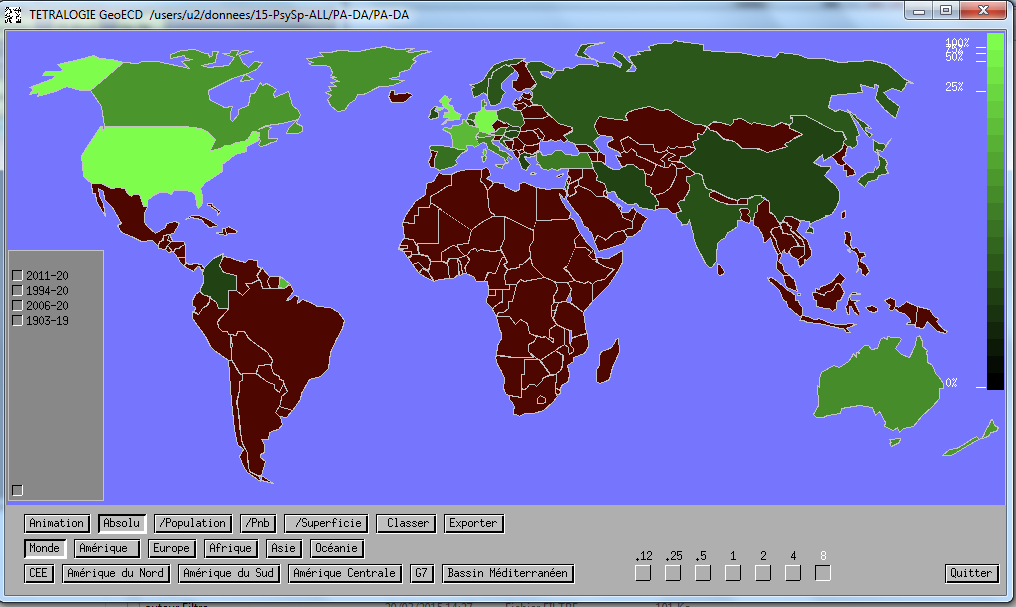 TETRALOGIE GeoECD /users/u2/donnees/15-PsySp-ALL/PA-DA/PA-DA
100%
50%
25%
0%
2011-20
1994-20
2006-20
1903-19
Animation Absolu /Population /Pnb /Superficie Classer Exporter
Monde Amérique Europe Afrique Asie Océanie
.12 .25 .5 1 2 4 8
CEE Amérique du Nord Amérique du Sud Amérique Centrale G7 Bassin Méditerranéen Quitter